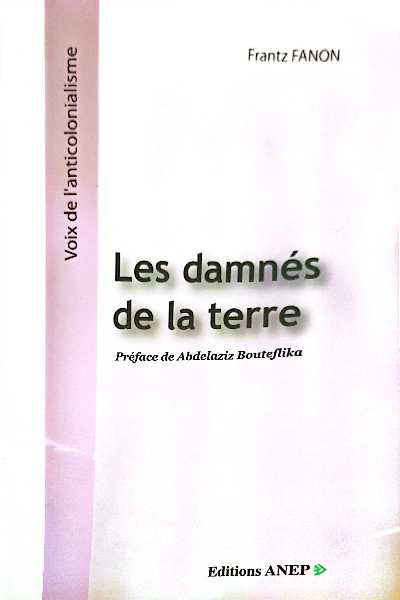 Frantz FANON
Voix de l'anticolonialisme
Les damnés
de la terre
Préface de Abdelaziz Bouteflika
Editions ANEP